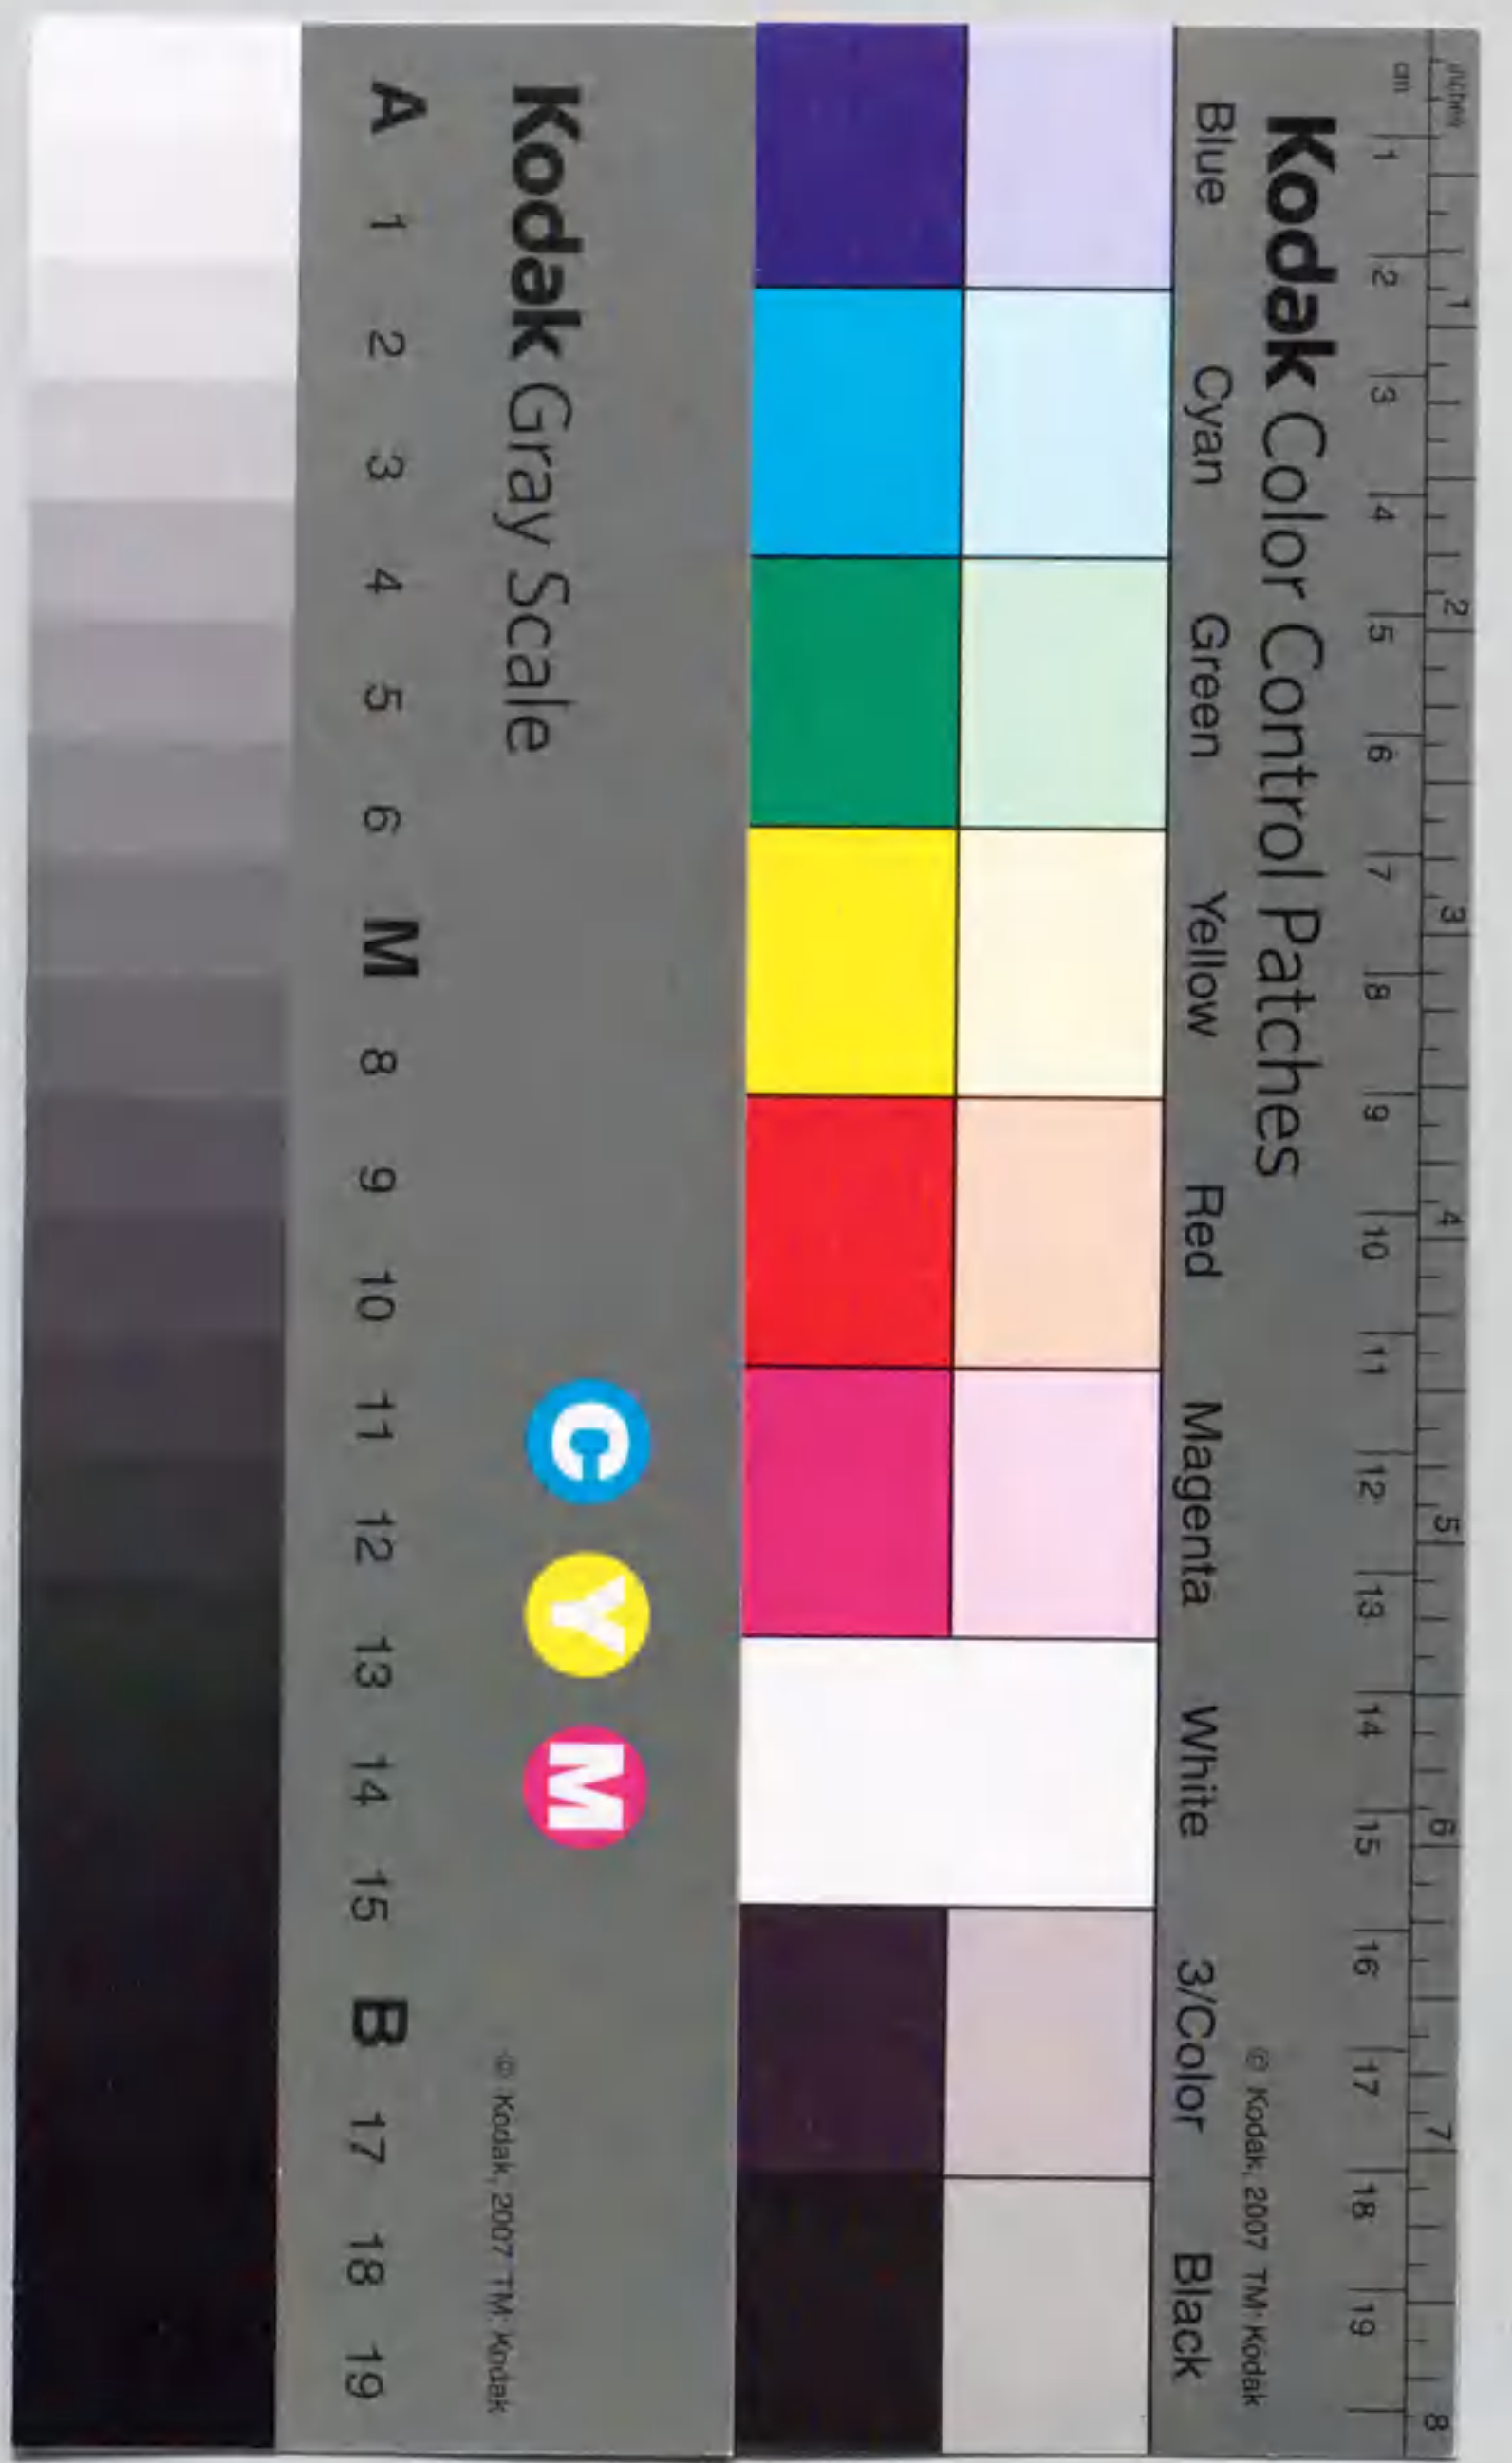 inches 1 2 3 4 5 6 7 8
cm 1 2 3 4 5 6 7 8 9 10 11 12 13 14 15 16 17 18 19
Kodak Color Control Patches
© Kodak, 2007 TM: Kodak
Blue Cyan Green Yellow Red Magenta White 3/Color Black
Kodak Gray Scale
C Y M
© Kodak, 2007 TM: Kodak
A 1 2 3 4 5 6 M 8 9 10 11 12 13 14 15 B 17 18 19